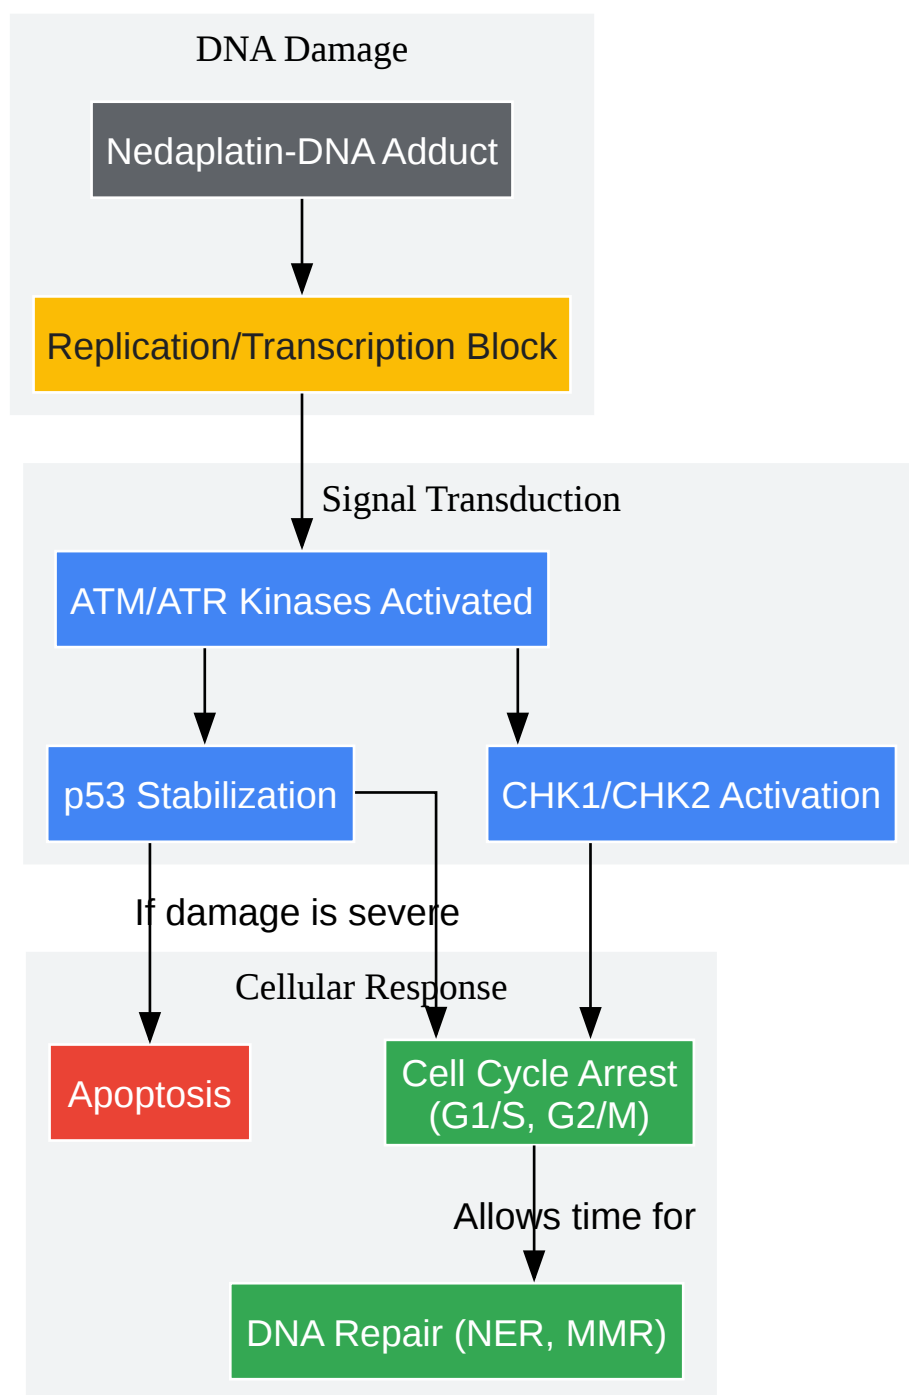 DNA Damage
Nedaplatin-DNA Adduct
Replication/Transcription Block
Signal Transduction
ATM/ATR Kinases Activated
p53 Stabilization
CHK1/CHK2 Activation
If damage is severe
Cellular Response
Apoptosis
Cell Cycle Arrest
(G1/S, G2/M)
Allows time for
DNA Repair (NER, MMR)